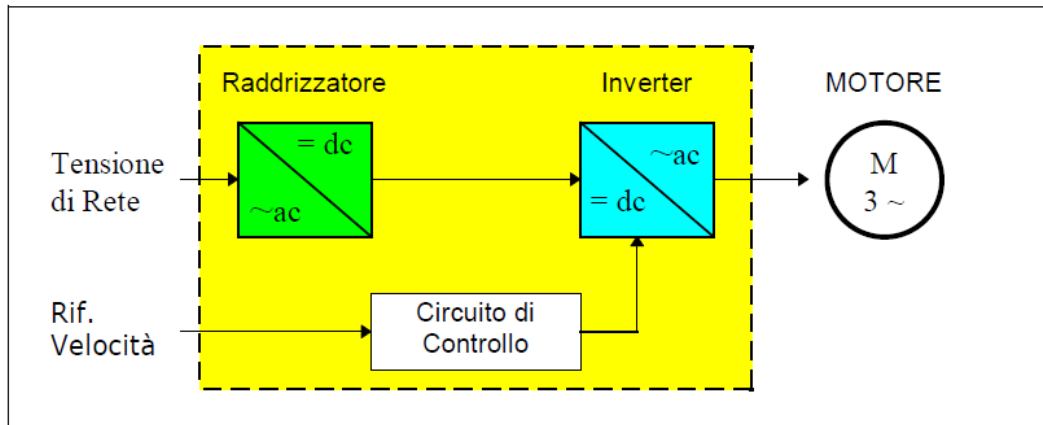 Raddrizzatore
Inverter
MOTORE
Tensione
di Rete
= dc
~ac
~ac
= dc
M
3 ~
Rif.
Velocità
Circuito di
Controllo